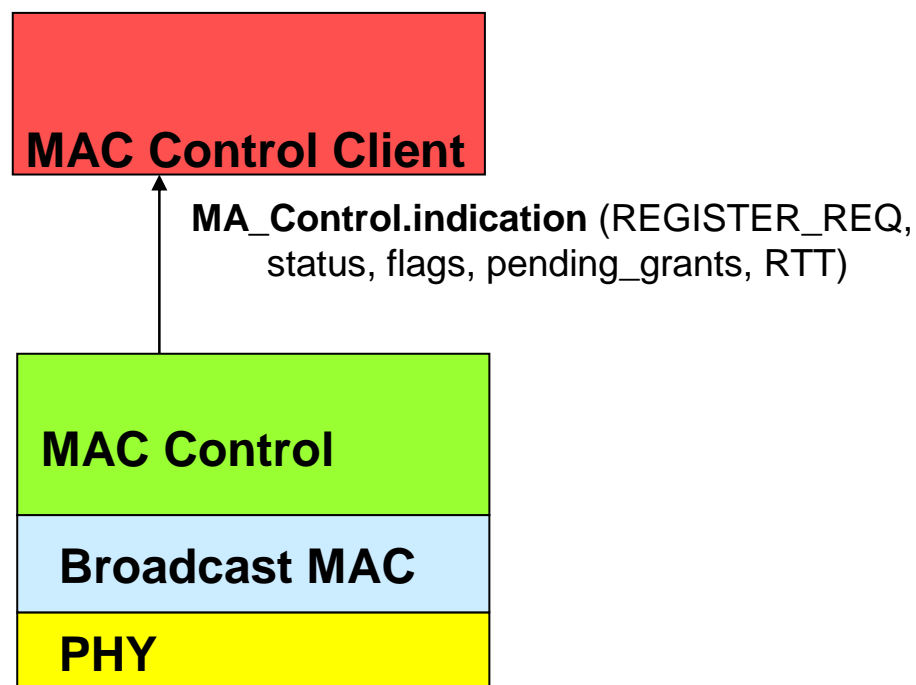 MAC Control Client
MA_Control.indication (REGISTER_REQ,
status, flags, pending_grants, RTT)
MAC Control
Broadcast MAC
PHY